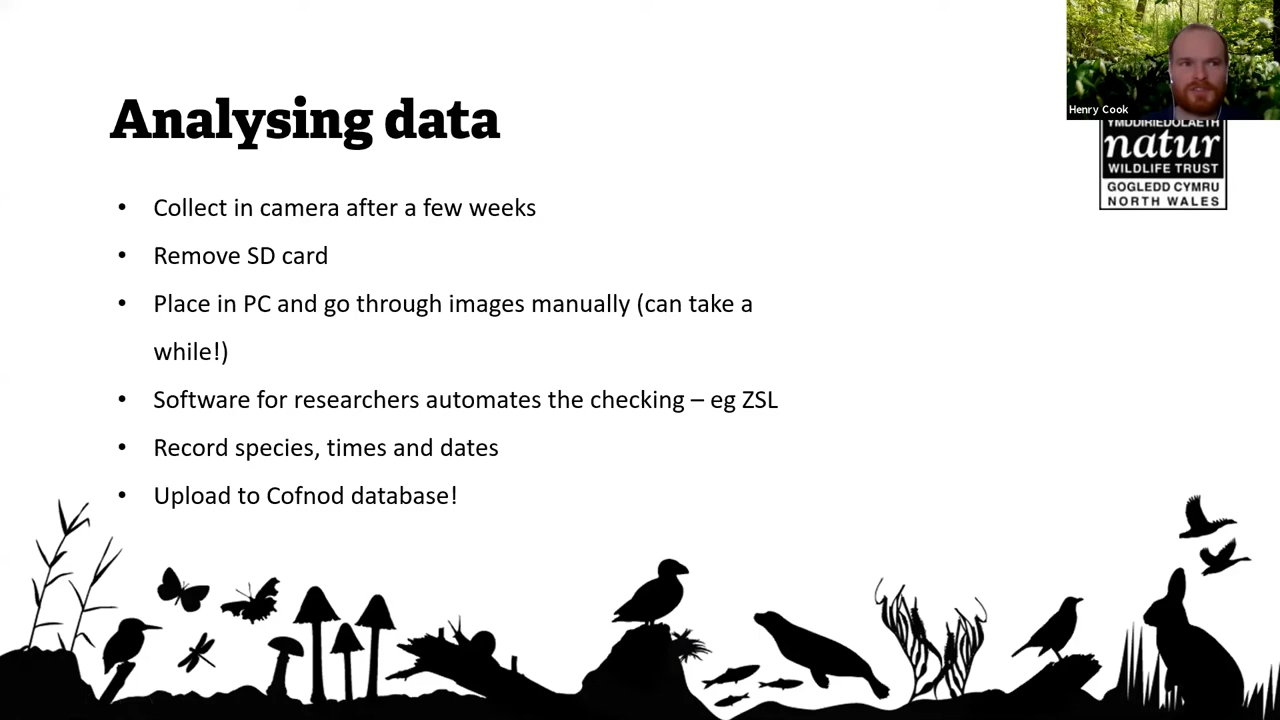 Henry Cook
YMDDIRIEDOLAETH
natur
WILDLIFE TRUST
GOGLEDD CYMRU
NORTH WALES
Analysing data
• Collect in camera after a few weeks
• Remove SD card
• Place in PC and go through images manually (can take a
while!)
• Software for researchers automates the checking – eg ZSL
• Record species, times and dates
• Upload to Cofnod database!